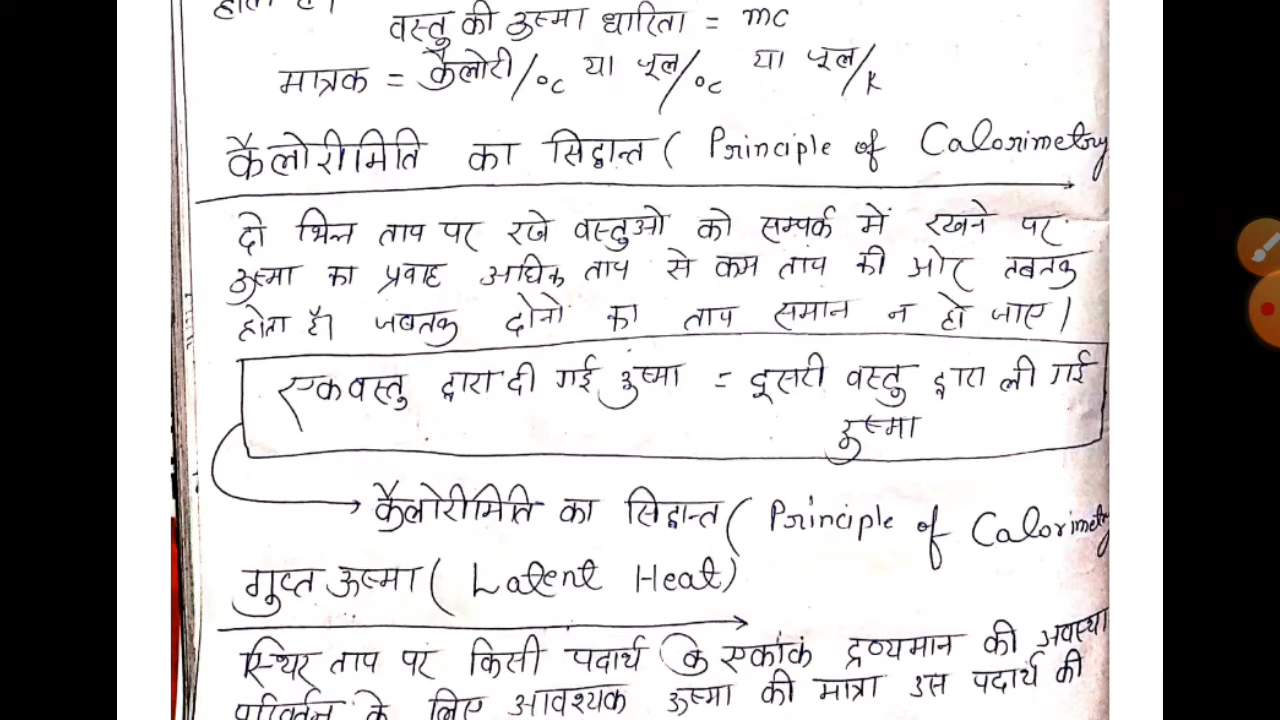 होता है।
वस्तु की ऊष्मा धारिता = mc
मात्रक = कैलोरी/°C या जूल/°C या जूल/K
कैलोरीमिति का सिद्धान्त ( Principle of Calorimetry
दो भिन्न ताप पर रखे वस्तुओ को सम्पर्क में रखने पर
ऊष्मा का प्रवाह अधिक ताप से कम ताप की ओर तबतक
होता है। जबतक दोनो का ताप समान न हो जाए।
एक वस्तु द्वारा दी गई ऊष्मा = दूसरी वस्तु द्वारा ली गई
ऊष्मा
कैलोरीमिति का सिद्धान्त ( Principle of Calorimetry
गुप्त ऊष्मा ( Latent Heat)
स्थिर ताप पर किसी पदार्थ के एकांक द्रव्यमान की अवस्था
परिवर्तन के लिए आवश्यक ऊष्मा की मात्रा उस पदार्थ की